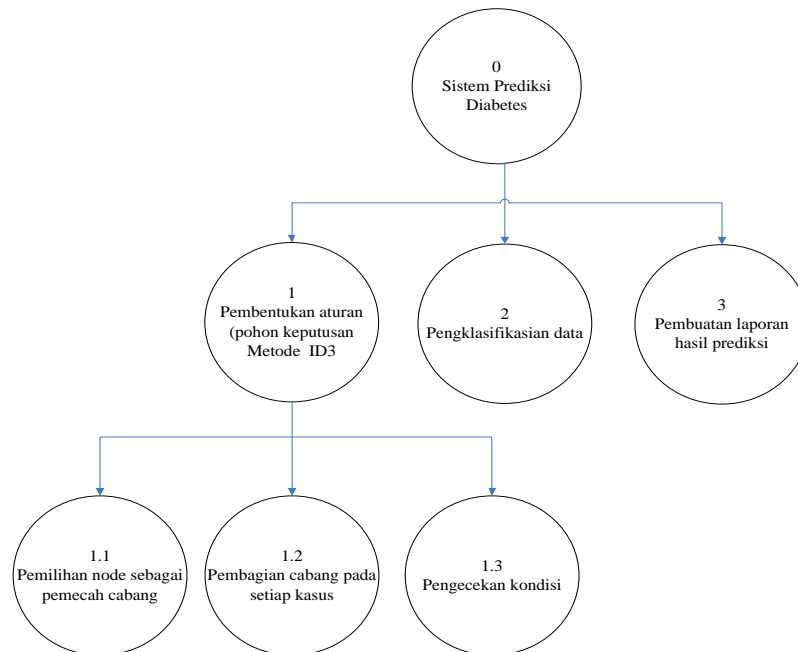 0
Sistem Prediksi
Diabetes
1
Pembentukan aturan
(pohon keputusan
Metode ID3
2
Pengklasifikasian data
3
Pembuatan laporan
hasil prediksi
1.1
Pemilihan node sebagai
pemecah cabang
1.2
Pembagian cabang pada
setiap kasus
1.3
Pengecekan kondisi